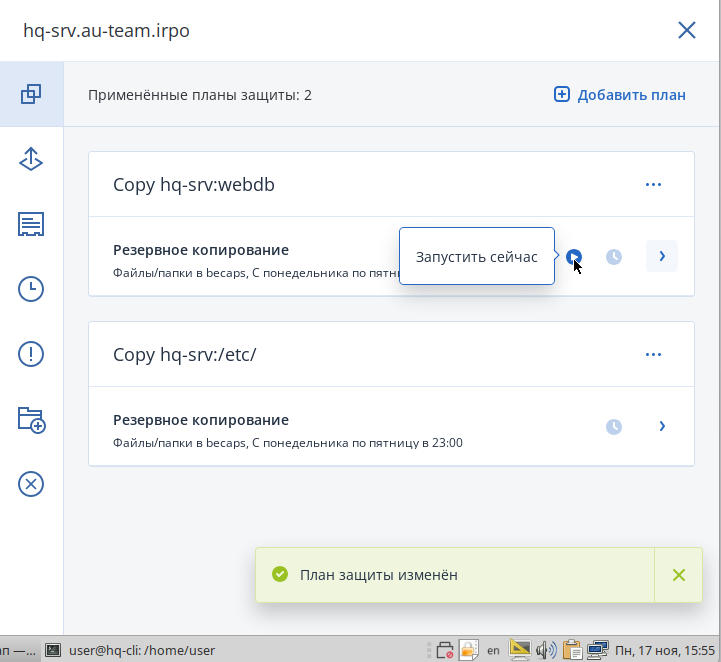 hq-srv.au-team.irpo
Применённые планы защиты: 2
Добавить план
Copy hq-srv:webdb
Резервное копирование
Файлы/папки в becaps, С понедельника по
Запустить сейчас
Copy hq-srv:/etc/
Резервное копирование
Файлы/папки в becaps, С понедельника по пятницу в 23:00
План защиты изменён
user@hq-cli: /home/user
en
Пн, 17 ноя, 15:55